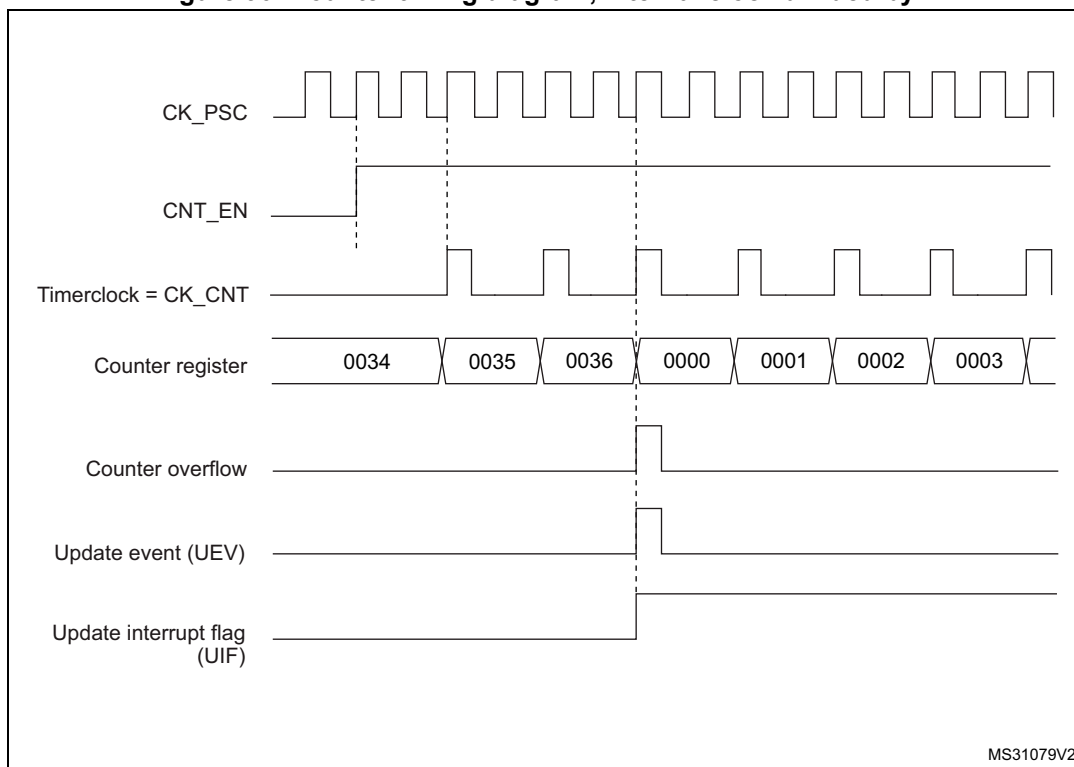 CK_PSC
CNT_EN
Timerclock = CK_CNT
Counter register
0034
0035
0036
0000
0001
0002
0003
Counter overflow
Update event (UEV)
Update interrupt flag
(UIF)
MS31079V2